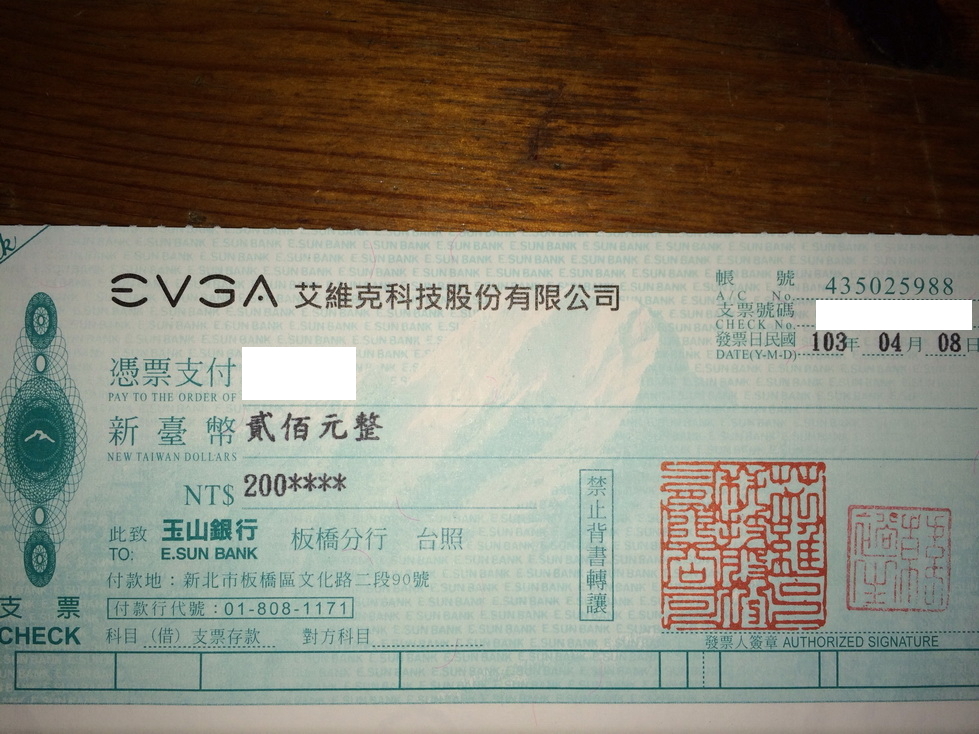 EVGA 艾維克科技股份有限公司
帳號 435025988
A/C No.
支票號碼
CHECK No.
發票日民國 103年 04月 08日
DATE(Y-M-D)
憑票支付
PAY TO THE ORDER OF
新臺幣 貳佰元整
NEW TAIWAN DOLLARS
NT$ 200****
此致 玉山銀行 板橋分行 台照
TO: E.SUN BANK
付款地：新北市板橋區文化路二段90號
付款行代號：01-808-1171
科目（借）支票存款 對方科目
支票
CHECK
禁止背書轉讓
發票人簽章 AUTHORIZED SIGNATURE